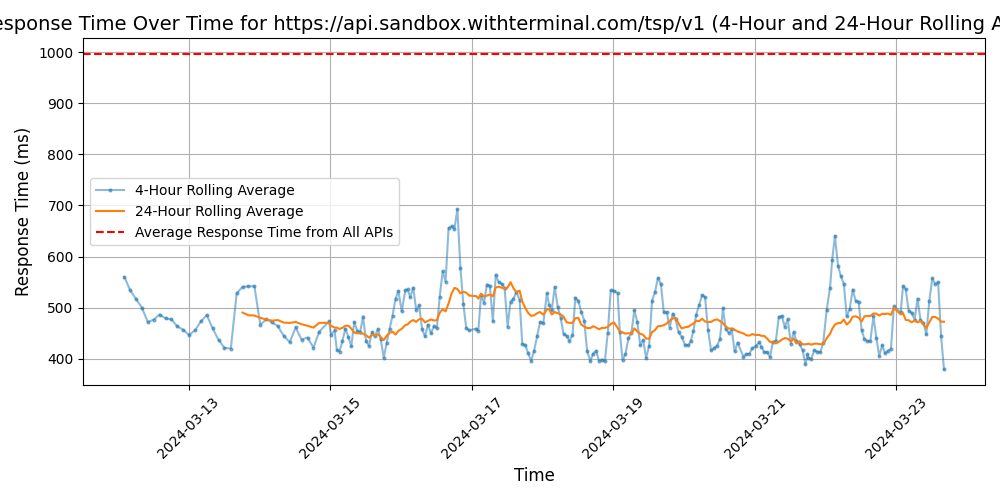 esponse Time Over Time for https://api.sandbox.withterminal.com/tsp/v1 (4-Hour and 24-Hour Rolling A
1000
900
800
700
600
500
400
Response Time (ms)
4-Hour Rolling Average
24-Hour Rolling Average
Average Response Time from All APIs
2024-03-13
2024-03-15
2024-03-17
2024-03-19
2024-03-21
2024-03-23
Time